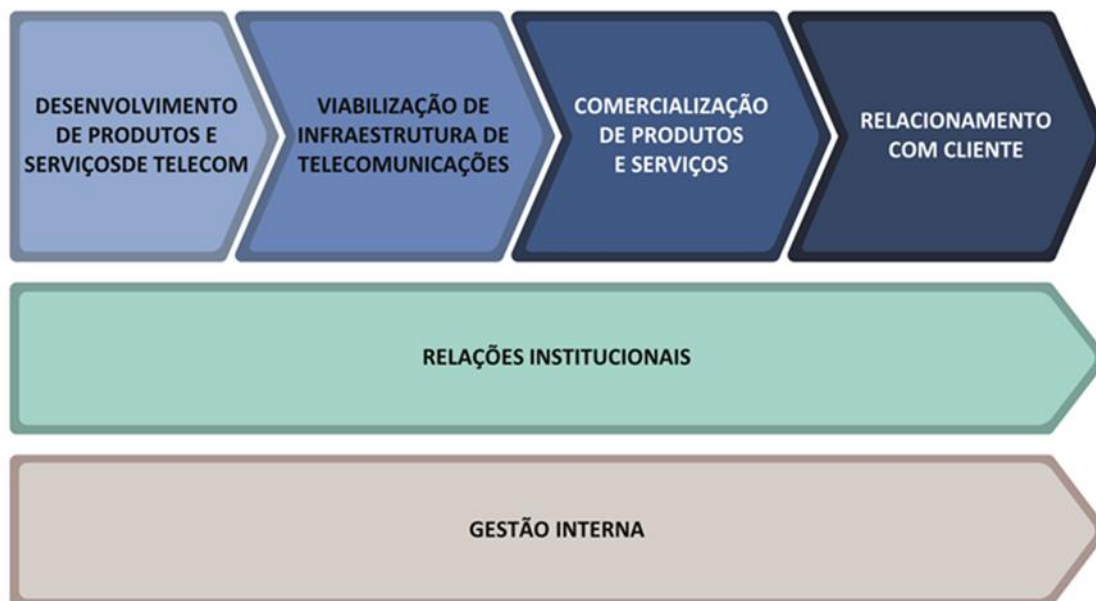 DESENVOLVIMENTO
DE PRODUTOS E
SERVIÇOSDE TELECOM
VIABILIZAÇÃO DE
INFRAESTRUTURA DE
TELECOMUNICAÇÕES
COMERCIALIZAÇÃO
DE PRODUTOS
E SERVIÇOS
RELACIONAMENTO
COM CLIENTE
RELAÇÕES INSTITUCIONAIS
GESTÃO INTERNA